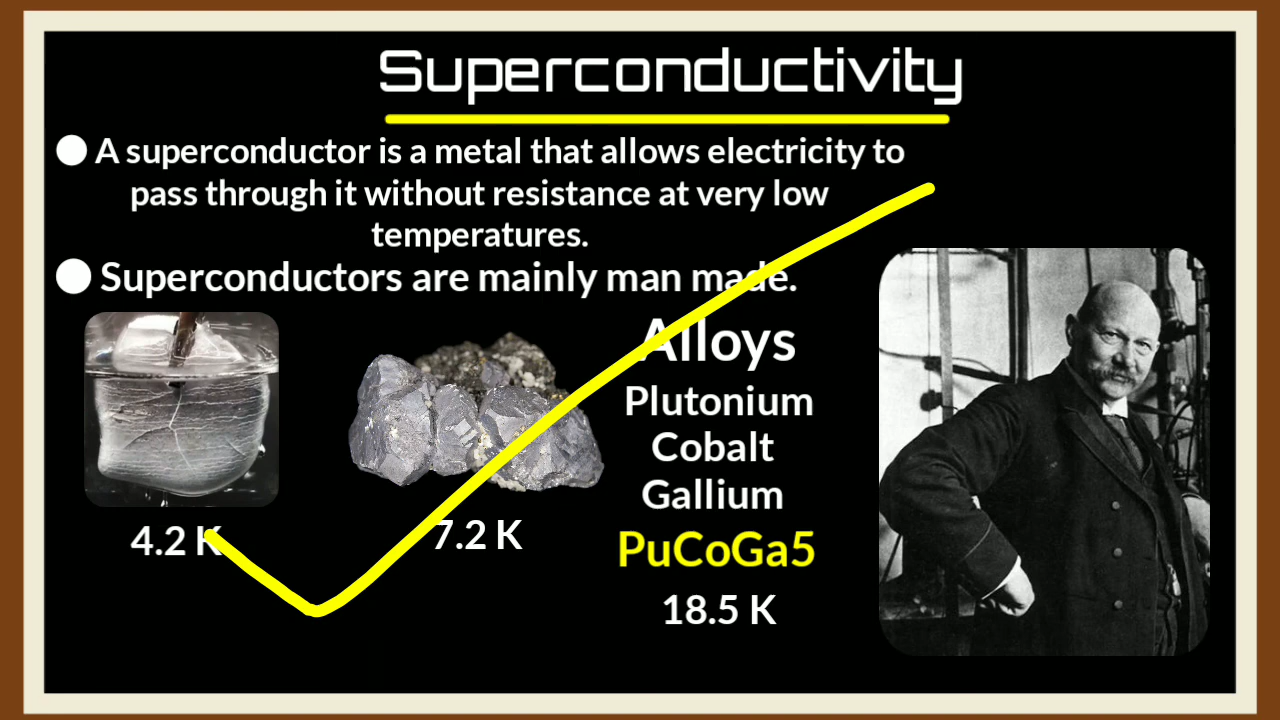 Superconductivity
A superconductor is a metal that allows electricity to
pass through it without resistance at very low
temperatures.
Superconductors are mainly man made.
Alloys
Plutonium
Cobalt
Gallium
PuCoGa5
18.5 K
4.2 K
7.2 K